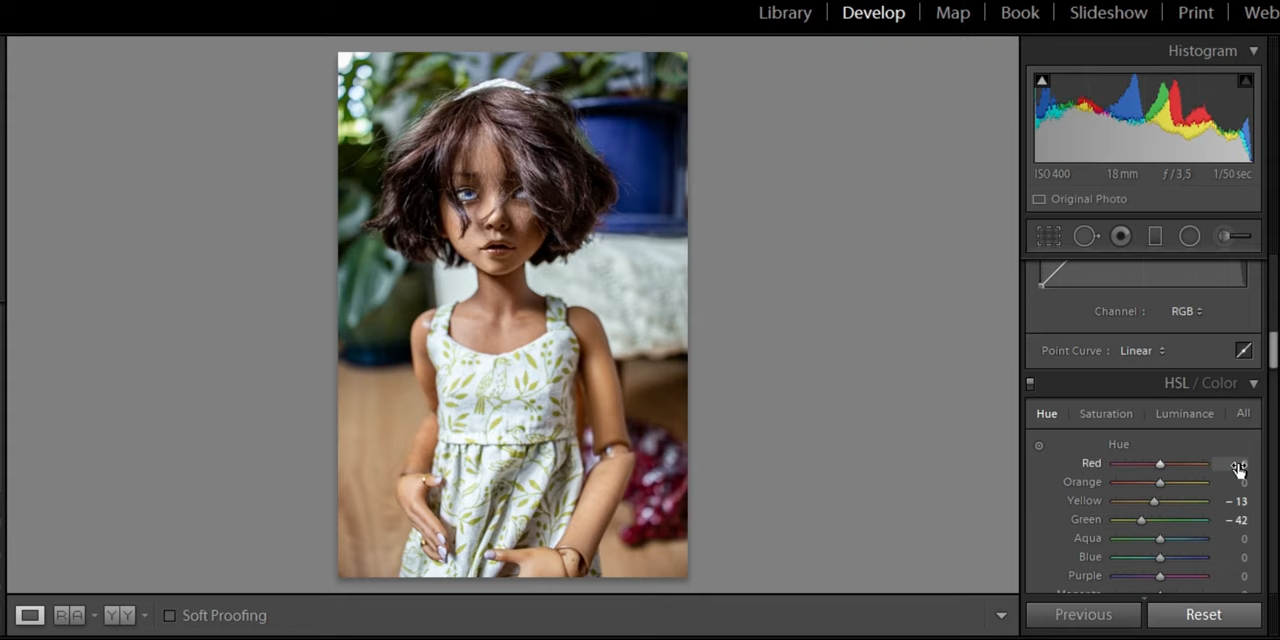 Library | Develop | Map | Book | Slideshow | Print | Web
Histogram
ISO 400 18 mm ƒ / 3,5 1/50 sec
Original Photo
Channel : RGB
Point Curve : Linear
HSL / Color
Hue Saturation Luminance All
Hue
Red
Orange 0
Yellow – 13
Green – 42
Aqua 0
Blue 0
Purple 0
Previous Reset
R A Y Y Soft Proofing